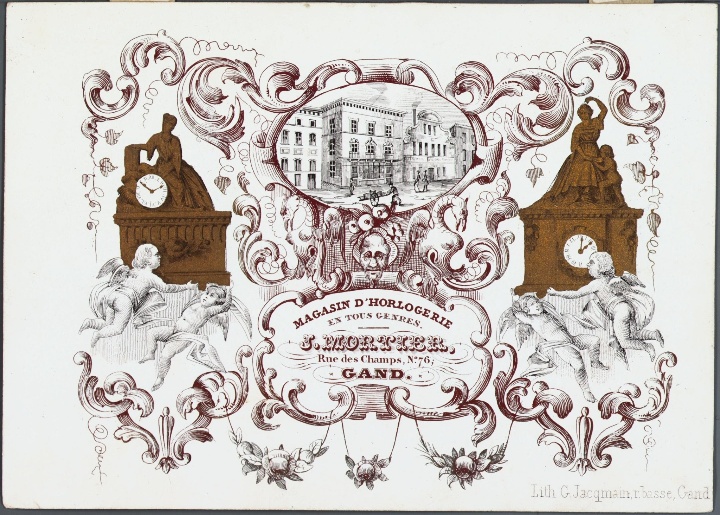 MAGASIN D'HORLOGERIE
EN TOUS GENRES.
J. MORTIER,
Rue des Champs, N.º 76,
GAND.
Lith. G. Jacqmain, r. basse, Gand